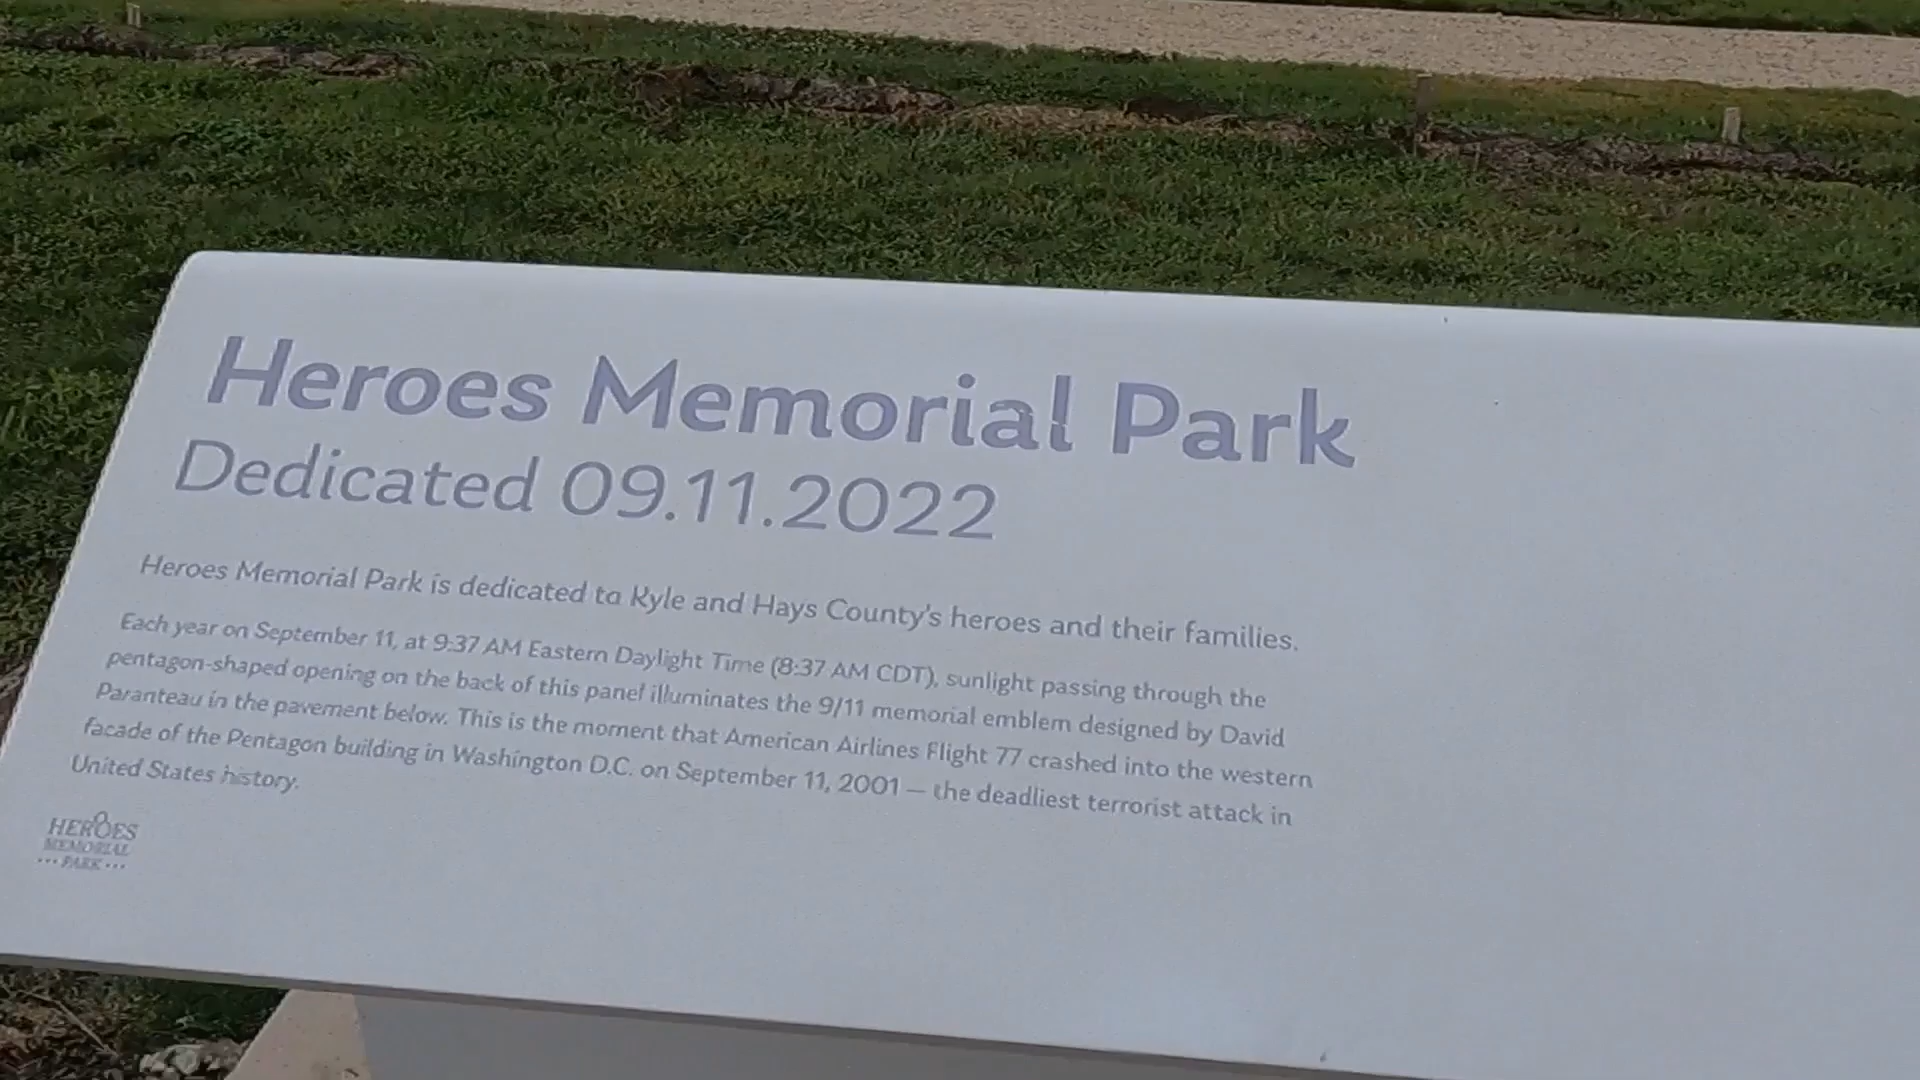 Heroes Memorial Park
Dedicated 09.11.2022
Heroes Memorial Park is dedicated to Kyle and Hays County's heroes and their families.
Each year on September 11, at 9:37 AM Eastern Daylight Time (8:37 AM CDT), sunlight passing through the
pentagon-shaped opening on the back of this panel illuminates the 9/11 memorial emblem designed by David
Paranteau in the pavement below. This is the moment that American Airlines Flight 77 crashed into the western
facade of the Pentagon building in Washington D.C. on September 11, 2001 — the deadliest terrorist attack in
United States history.
HEROES
MEMORIAL
PARK